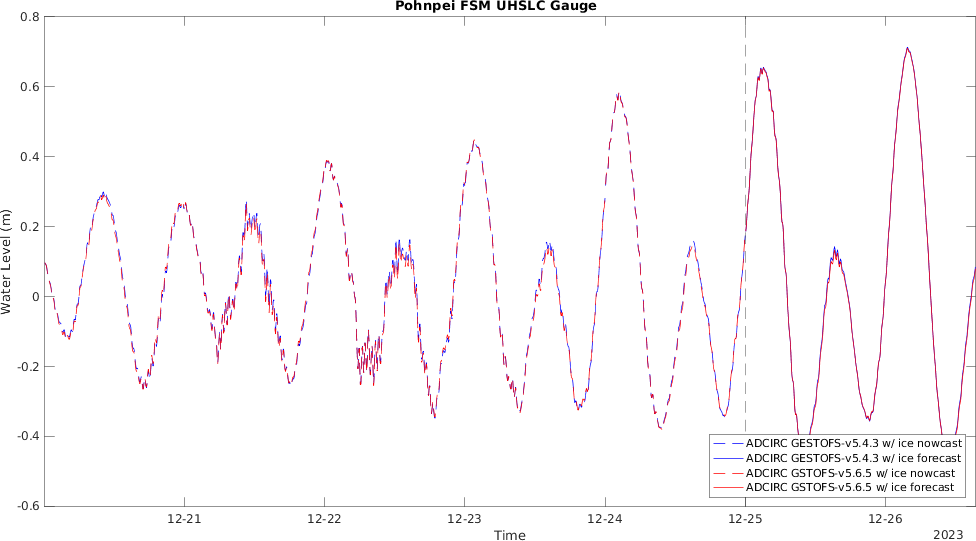 Pohnpei FSM UHSLC Gauge
0.8
0.6
0.4
0.2
0
-0.2
-0.4
-0.6
Water Level (m)
ADCIRC GESTOFS-v5.4.3 w/ ice nowcast
ADCIRC GESTOFS-v5.4.3 w/ ice forecast
ADCIRC GSTOFS-v5.6.5 w/ ice nowcast
ADCIRC GSTOFS-v5.6.5 w/ ice forecast
12-21 12-22 12-23 12-24 12-25 12-26
Time
2023